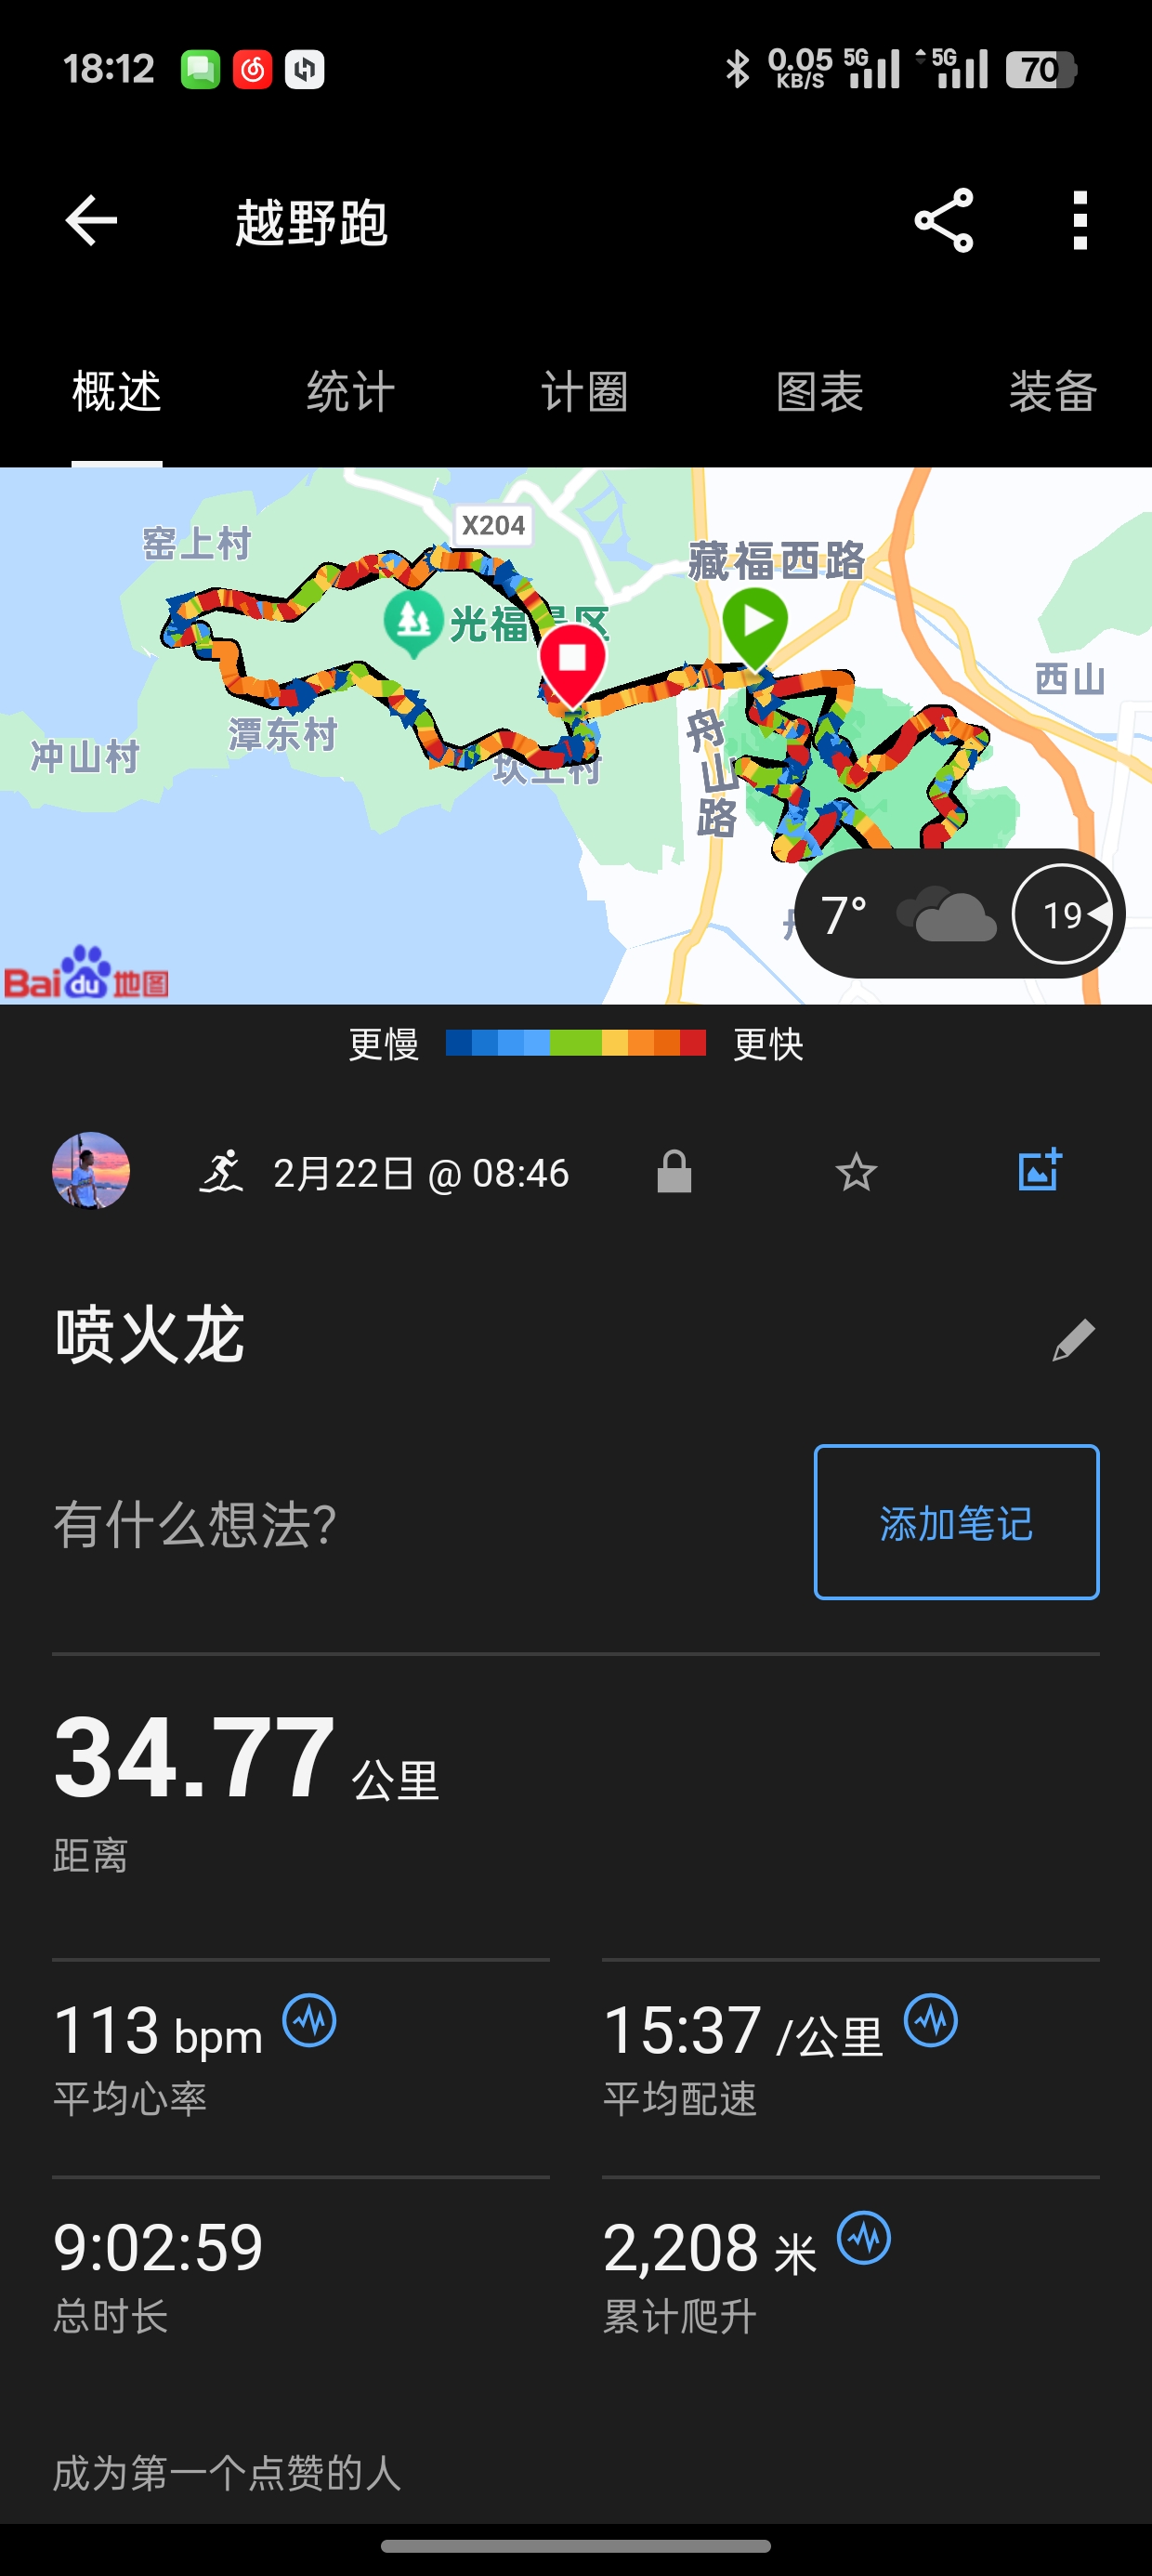 18:12
0.05 KB/S 5G 5G 70
越野跑
概述 统计 计圈 图表 装备
X204
窑上村
藏福西路
光福景区
西山
舟山路
潭东村
冲山村
坎上村
7° 19
Bai du 地图
更慢 更快
2月22日 @ 08:46
喷火龙
有什么想法?
添加笔记
34.77 公里
距离
113 bpm
平均心率
15:37 /公里
平均配速
9:02:59
总时长
2,208 米
累计爬升
成为第一个点赞的人